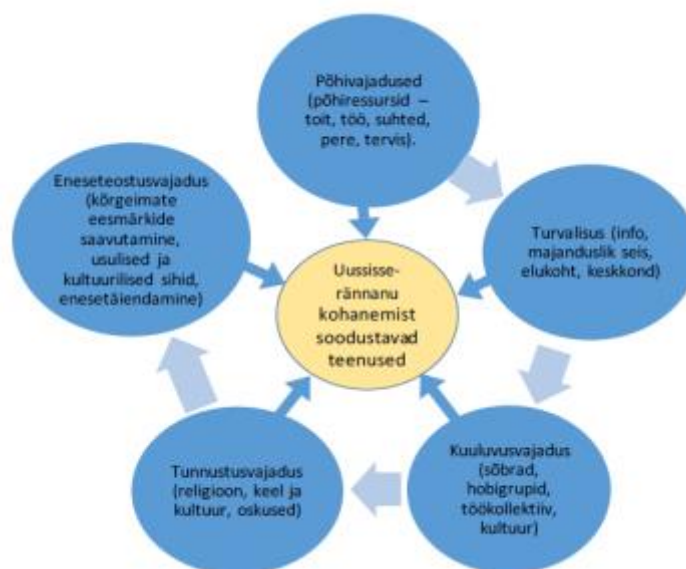 Põhivajadused
(põhiressursid –
toit, töö, suhted,
pere, tervis).
Turvalisus (info,
majanduslik seis,
elukoht, keskkond)
Kuuluvusvajadus
(sõbrad,
hobigrupid,
töökollektiiv,
kultuur)
Tunnustusvajadus
(religioon, keel ja
kultuur, oskused)
Eneseteostusvajadus
(kõrgeimate
eesmärkide
saavutamine,
usulised ja
kultuurilised sihid,
enesetäiendamine)
Uussisse-
rännanu
kohanemist
soodustavad
teenused